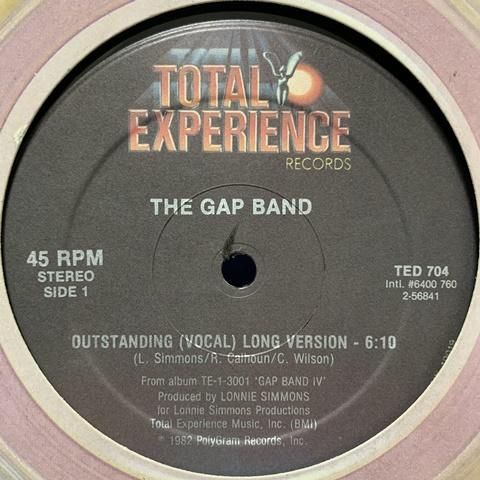 TOTAL
EXPERIENCE
RECORDS
THE GAP BAND
45 RPM
STEREO
SIDE 1
TED 704
Intl. #6400 760
2-56841
OUTSTANDING (VOCAL) LONG VERSION - 6:10
(L. Simmons/R. Calhoun/C. Wilson)
From album TE-1-3001 'GAP BAND IV'
Produced by LONNIE SIMMONS
for Lonnie Simmons Productions
Total Experience Music, Inc. (BMI)
℗ 1982 PolyGram Records, Inc.